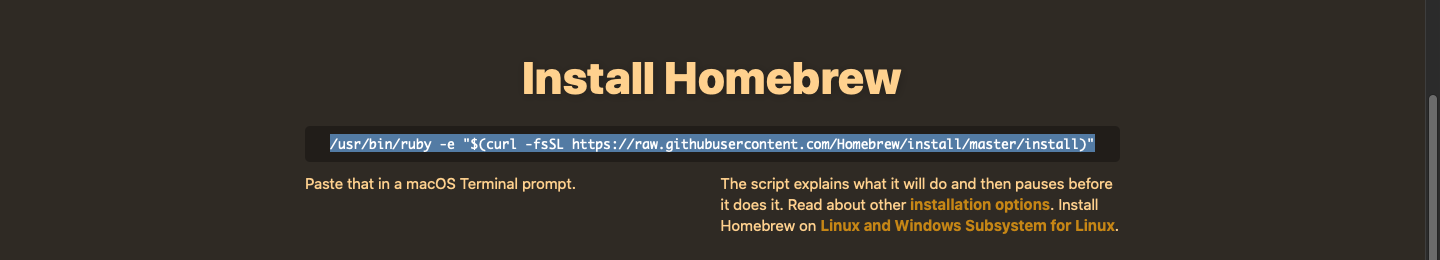 Install Homebrew
/usr/bin/ruby -e "$(curl -fsSL https://raw.githubusercontent.com/Homebrew/install/master/install)"
Paste that in a macOS Terminal prompt.
The script explains what it will do and then pauses before
it does it. Read about other installation options. Install
Homebrew on Linux and Windows Subsystem for Linux.